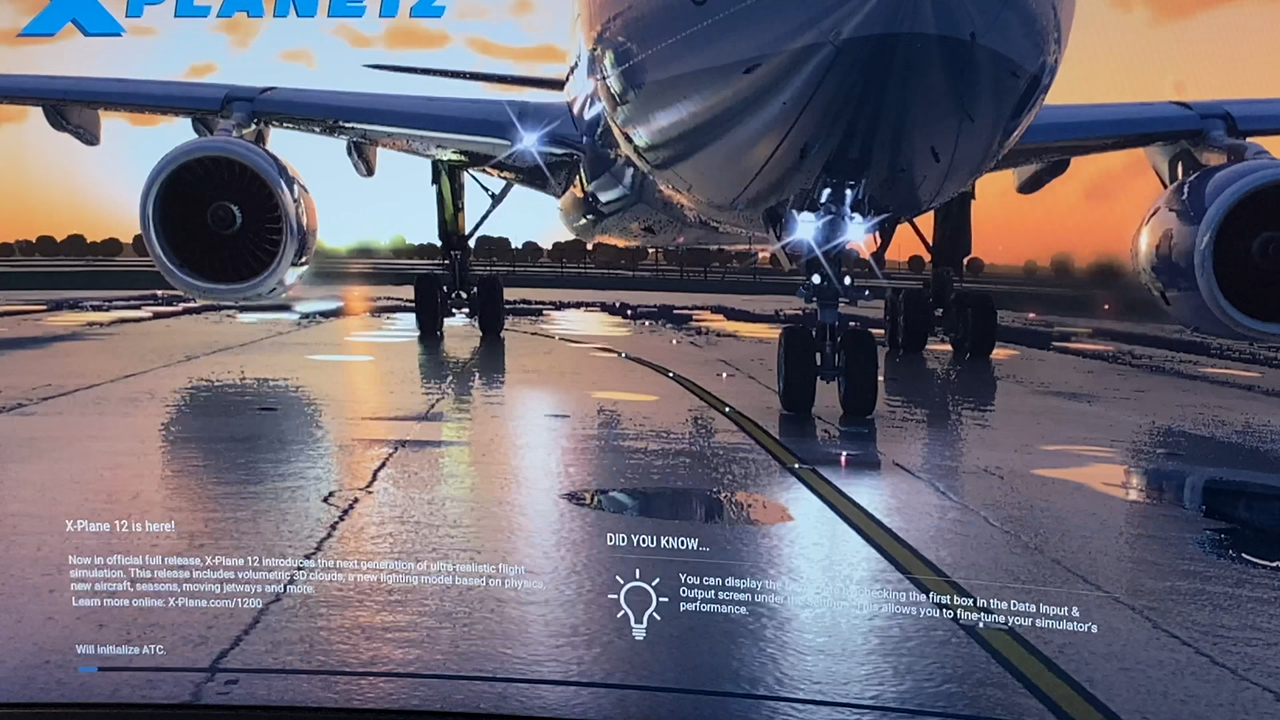 X PLANE12
X-Plane 12 is here!
Now in official full release, X-Plane 12 introduces the next generation of ultra-realistic flight
simulation. This release includes volumetric 3D clouds, a new lighting model based on physics,
new aircraft, seasons, moving jetways and more.
Learn more online: X-Plane.com/1200
DID YOU KNOW...
You can display the by checking the first box in the Data Input &
Output screen under the This allows you to fine-tune your simulator's
performance.
Will initialize ATC.